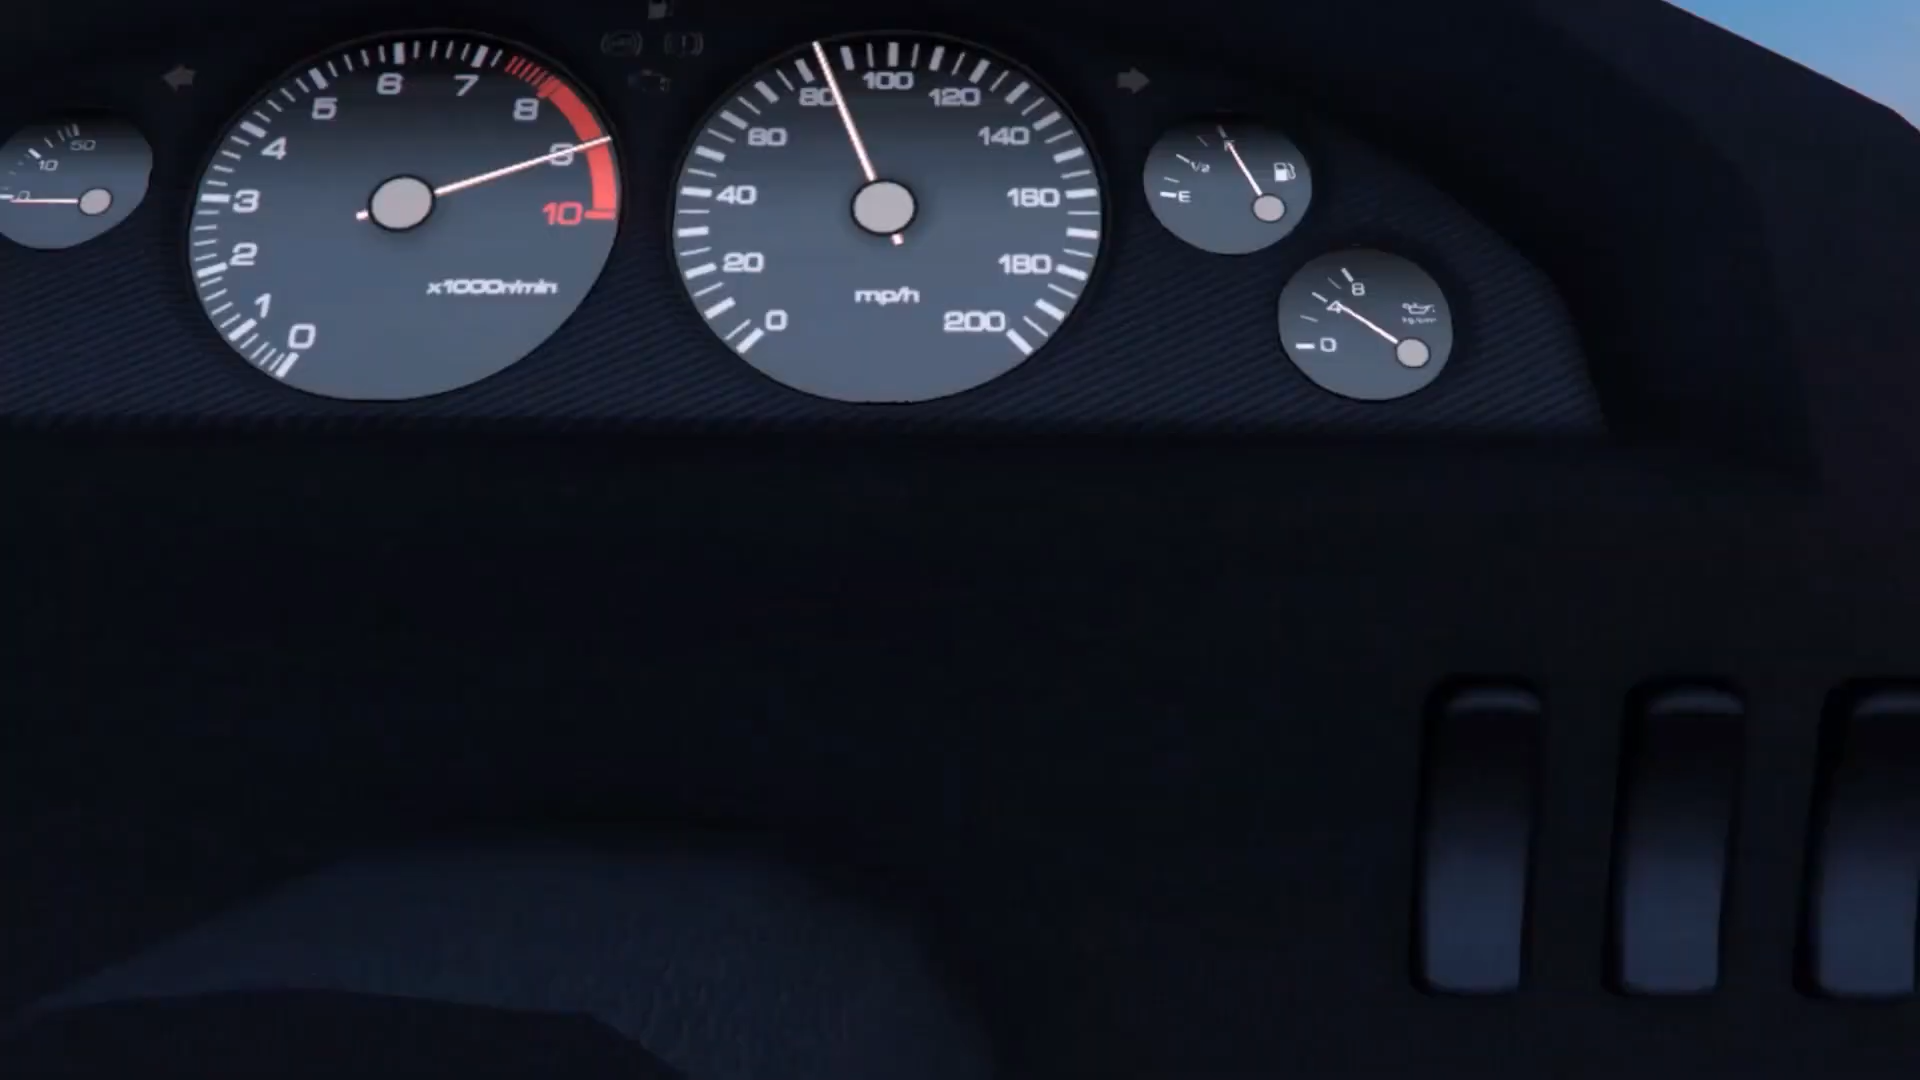 0 10 50
0 1 2 3 4 5 6 7 8 9 10
x1000r/min
0 20 40 60 80 100 120 140 160 180 200
mp/h
E 1/2 F
0 4 8